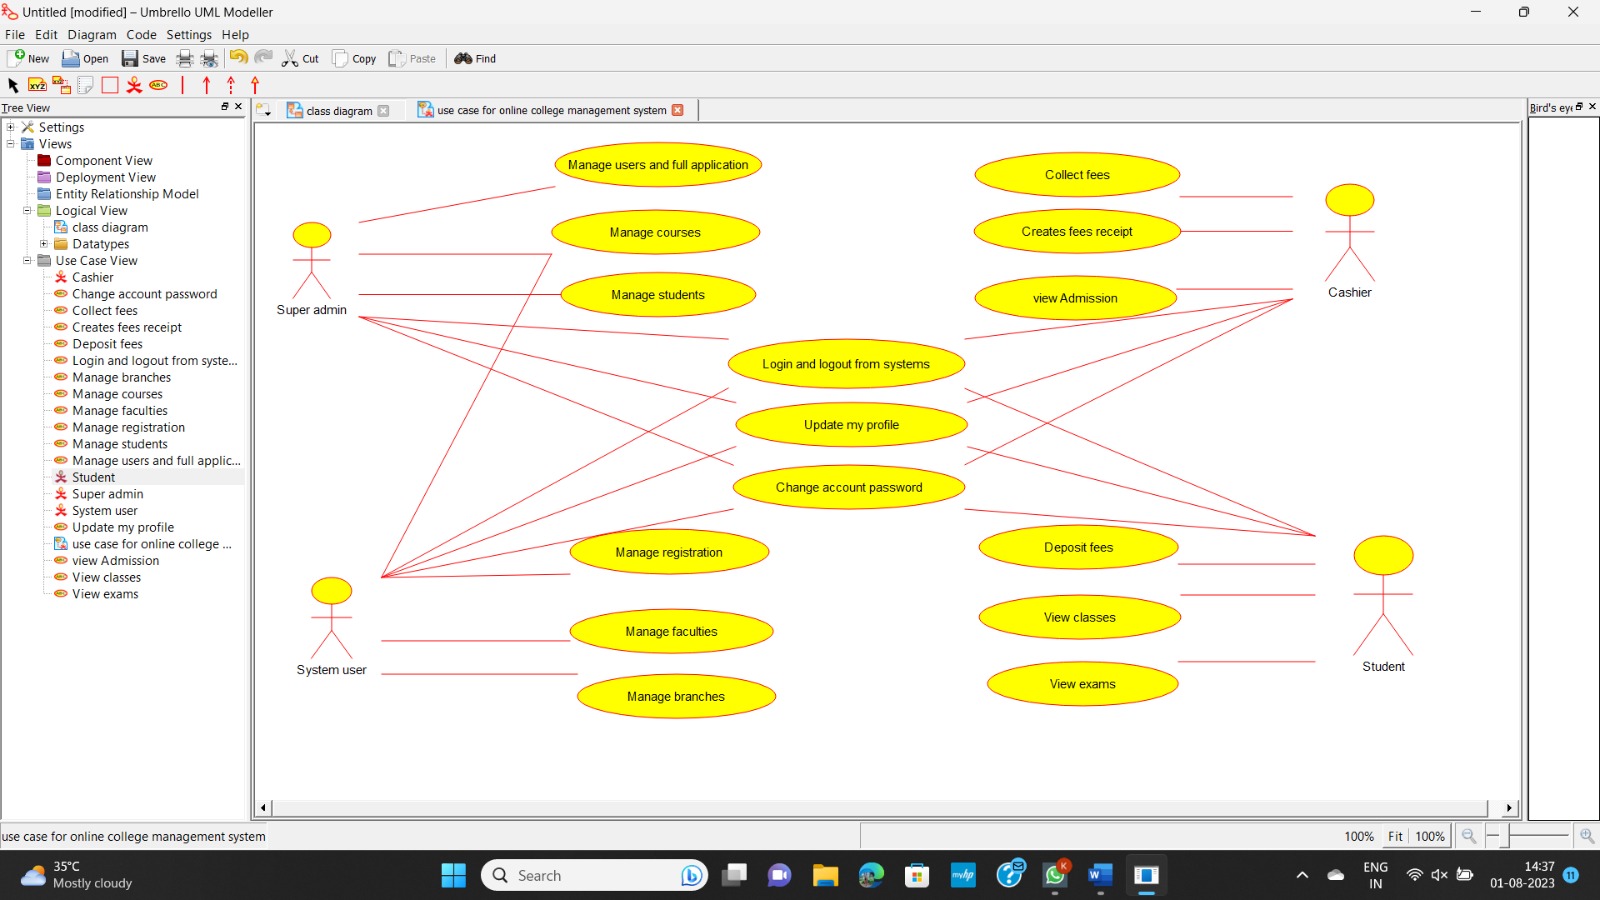 Untitled [modified] – Umbrello UML Modeller
File Edit Diagram Code Settings Help
New Open Save Cut Copy Paste Find
XYZ ABC
Tree View
class diagram
use case for online college management system
Bird's eye
Settings
Views
Component View
Deployment View
Entity Relationship Model
Logical View
class diagram
Datatypes
Use Case View
Cashier
Change account password
Collect fees
Creates fees receipt
Deposit fees
Login and logout from syste...
Manage branches
Manage courses
Manage faculties
Manage registration
Manage students
Manage users and full applic...
Student
Super admin
System user
Update my profile
use case for online college ...
view Admission
View classes
View exams
Manage users and full application
Collect fees
Manage courses
Creates fees receipt
Super admin
Manage students
view Admission
Cashier
Login and logout from systems
Update my profile
Change account password
Manage registration
Deposit fees
Manage faculties
View classes
System user
Student
Manage branches
View exams
use case for online college management system
100% Fit 100%
35°C
Mostly cloudy
Search
myhp
K
W
ENG
IN
14:37
01-08-2023
11